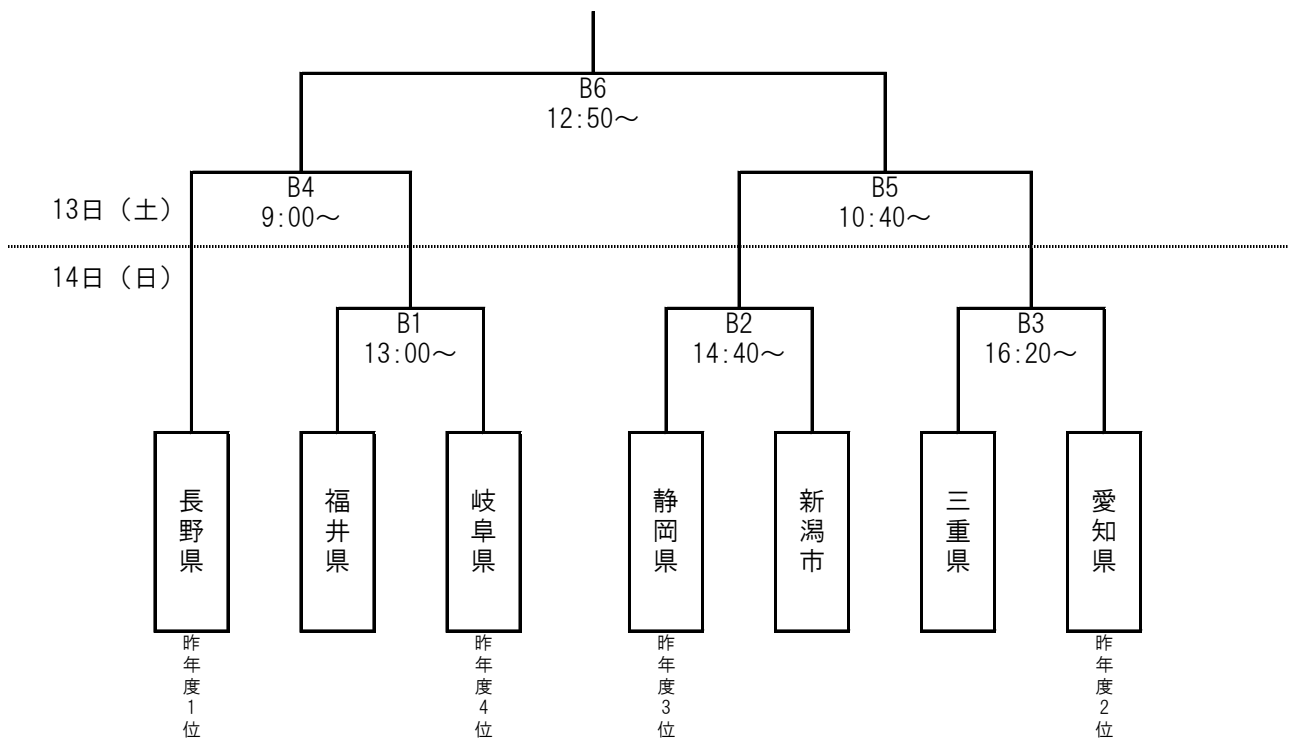 B6
12:50～
B4
9:00～
B5
10:40～
13日（土）
14日（日）
B1
13:00～
B2
14:40～
B3
16:20～
長野県
福井県
岐阜県
静岡県
新潟市
三重県
愛知県
昨年度1位
昨年度4位
昨年度3位
昨年度2位